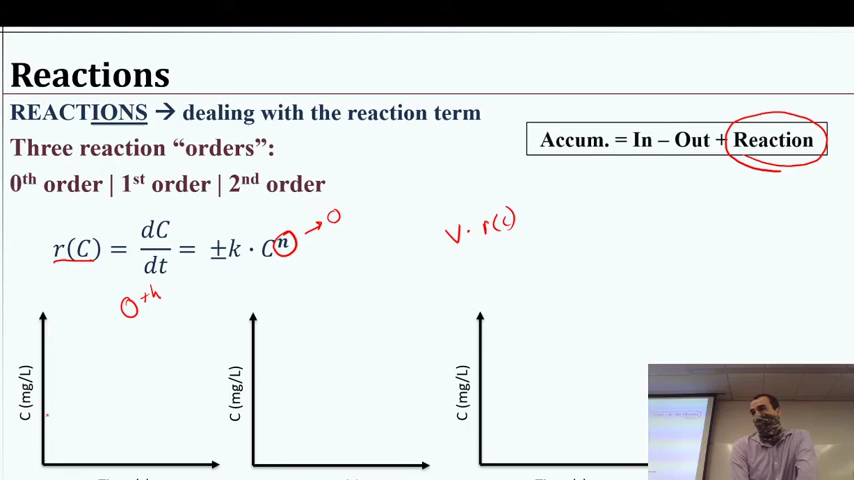 Reactions
REACTIONS → dealing with the reaction term
Accum. = In – Out + Reaction
Three reaction “orders”:
0th order | 1st order | 2nd order
r(C) = dC/dt = ±k · Cⁿ → 0
V · r(C)
0th
C (mg/L)
C (mg/L)
C (mg/L)